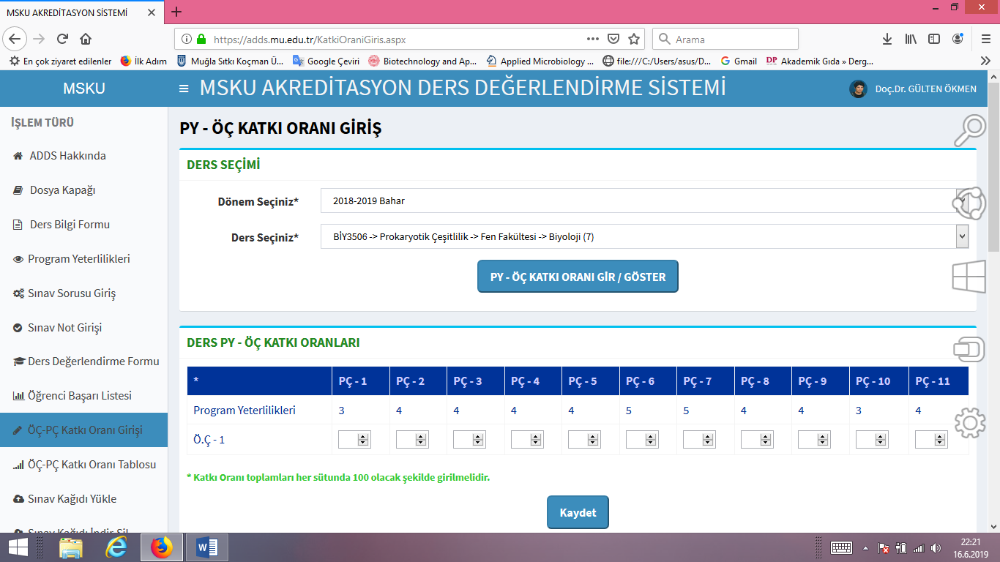 MSKU AKREDİTASYON SİSTEMİ
https://adds.mu.edu.tr/KatkiOraniGiris.aspx
Arama
En çok ziyaret edilenler İlk Adım Muğla Sıtkı Koçman Ü... Google Çeviri Biotechnology and Ap... Applied Microbiology ... file:///C:/Users/asus/D... Gmail DP Akademik Gıda » Derg...
MSKU
MSKU AKREDİTASYON DERS DEĞERLENDİRME SİSTEMİ
Doç.Dr. GÜLTEN ÖKMEN
İŞLEM TÜRÜ
ADDS Hakkında
Dosya Kapağı
Ders Bilgi Formu
Program Yeterlilikleri
Sınav Sorusu Giriş
Sınav Not Girişi
Ders Değerlendirme Formu
Öğrenci Başarı Listesi
ÖÇ-PÇ Katkı Oranı Girişi
ÖÇ-PÇ Katkı Oranı Tablosu
Sınav Kağıdı Yükle
Sınav Kağıdı İndir Sil
PY - ÖÇ KATKI ORANI GİRİŞ
DERS SEÇİMİ
Dönem Seçiniz* 2018-2019 Bahar
Ders Seçiniz* BİY3506 -> Prokaryotik Çeşitlilik -> Fen Fakültesi -> Biyoloji (7)
PY - ÖÇ KATKI ORANI GİR / GÖSTER
DERS PY - ÖÇ KATKI ORANLARI
* PÇ - 1 PÇ - 2 PÇ - 3 PÇ - 4 PÇ - 5 PÇ - 6 PÇ - 7 PÇ - 8 PÇ - 9 PÇ - 10 PÇ - 11
Program Yeterlilikleri 3 4 4 4 4 5 5 4 4 3 4
Ö.Ç - 1
* Katkı Oranı toplamları her sütunda 100 olacak şekilde girilmelidir.
Kaydet
22:21
16.6.2019